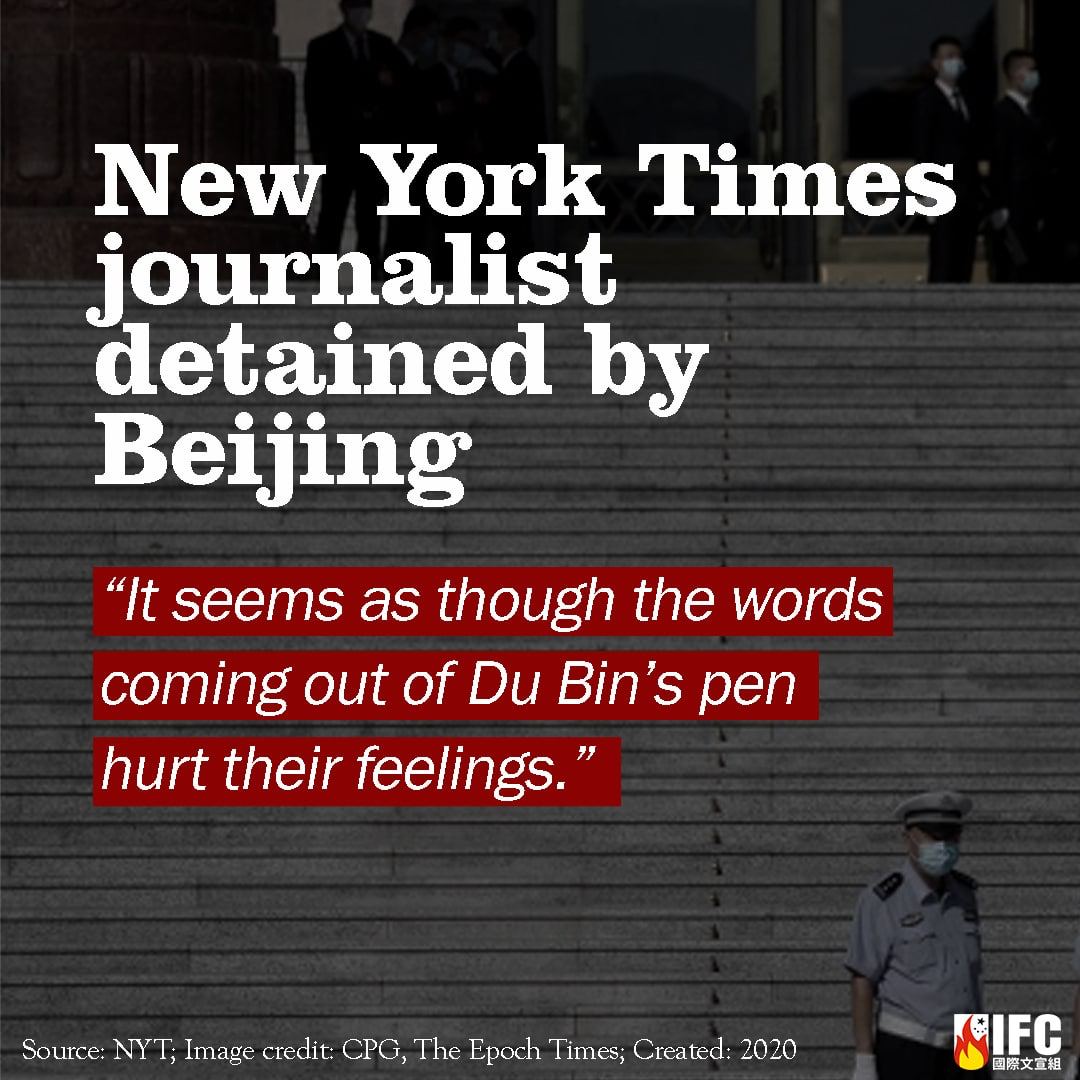 New York Times
journalist
detained by
Beijing
“It seems as though the words
coming out of Du Bin’s pen
hurt their feelings.”
Source: NYT; Image credit: CPG, The Epoch Times; Created: 2020
IFC
國際文宣組